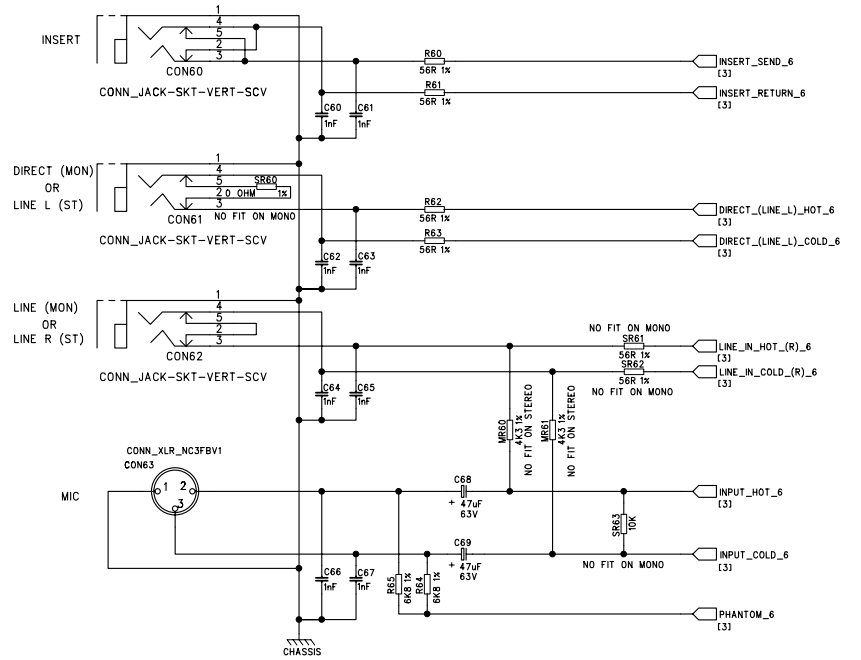 INSERT
1
4
5
2
3
CON60
CONN_JACK-SKT-VERT-SCV
R60
56R 1%
INSERT_SEND_6
[3]
R61
56R 1%
INSERT_RETURN_6
[3]
C60
1nF
C61
1nF
DIRECT (MON)
OR
LINE L (ST)
1
4
5
2
3
SR60
0 OHM 1%
CON61
NO FIT ON MONO
CONN_JACK-SKT-VERT-SCV
R62
56R 1%
DIRECT_(LINE_L)_HOT_6
[3]
R63
56R 1%
DIRECT_(LINE_L)_COLD_6
[3]
C62
1nF
C63
1nF
LINE (MON)
OR
LINE R (ST)
1
4
5
2
3
CON62
CONN_JACK-SKT-VERT-SCV
NO FIT ON MONO
SR61
56R 1%
LINE_IN_HOT_(R)_6
[3]
SR62
56R 1%
NO FIT ON MONO
LINE_IN_COLD_(R)_6
[3]
C64
1nF
C65
1nF
MR60
4K3 1%
NO FIT ON STEREO
MR61
4K3 1%
NO FIT ON STEREO
CONN_XLR_NC3FBV1
CON63
MIC
1
2
3
C68
+ 47uF
63V
INPUT_HOT_6
[3]
SR63
10K
C69
+ 47uF
63V
INPUT_COLD_6
[3]
NO FIT ON MONO
C66
1nF
C67
1nF
R65
6K8 1%
R64
6K8 1%
PHANTOM_6
[3]
CHASSIS